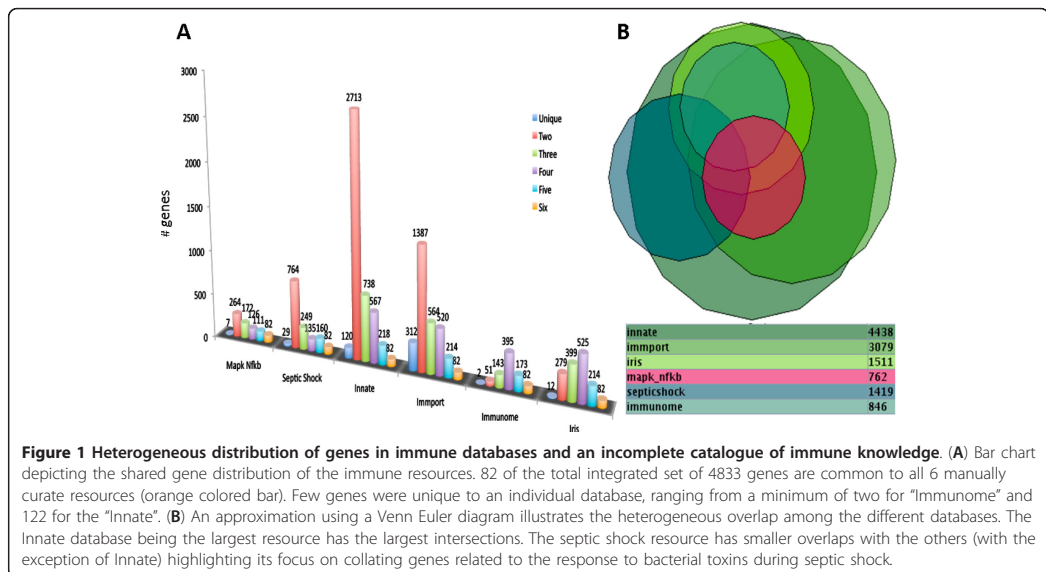 A
B
3000
2500
2000
1500
1000
500
0
# genes
7
264
172
126
111
82
29
764
249
135
160
82
120
2713
738
567
218
82
312
1387
564
520
214
82
2
51
143
395
173
82
12
279
399
525
214
82
Mapk Nfkb
Septic Shock
Innate
Immport
Immunome
Iris
Unique
Two
Three
Four
Five
Six
innate 4438
immport 3079
iris 1511
mapk_nfkb 762
septicshock 1419
immunome 846
Figure 1 Heterogeneous distribution of genes in immune databases and an incomplete catalogue of immune knowledge. (A) Bar chart
depicting the shared gene distribution of the immune resources. 82 of the total integrated set of 4833 genes are common to all 6 manually
curate resources (orange colored bar). Few genes were unique to an individual database, ranging from a minimum of two for “Immunome” and
122 for the “Innate”. (B) An approximation using a Venn Euler diagram illustrates the heterogeneous overlap among the different databases. The
Innate database being the largest resource has the largest intersections. The septic shock resource has smaller overlaps with the others (with the
exception of Innate) highlighting its focus on collating genes related to the response to bacterial toxins during septic shock.